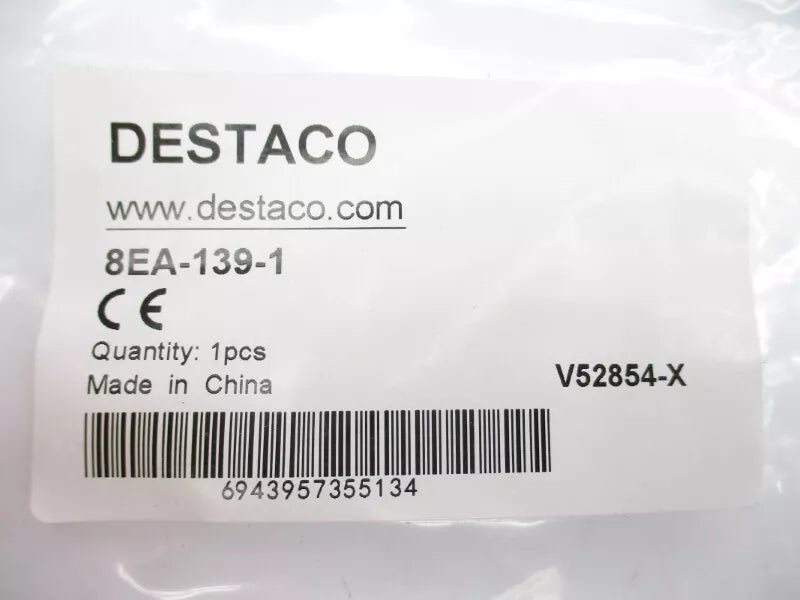 DESTACO
www.destaco.com
8EA-139-1
CE
Quantity: 1pcs
Made in China
V52854-X
6943957355134